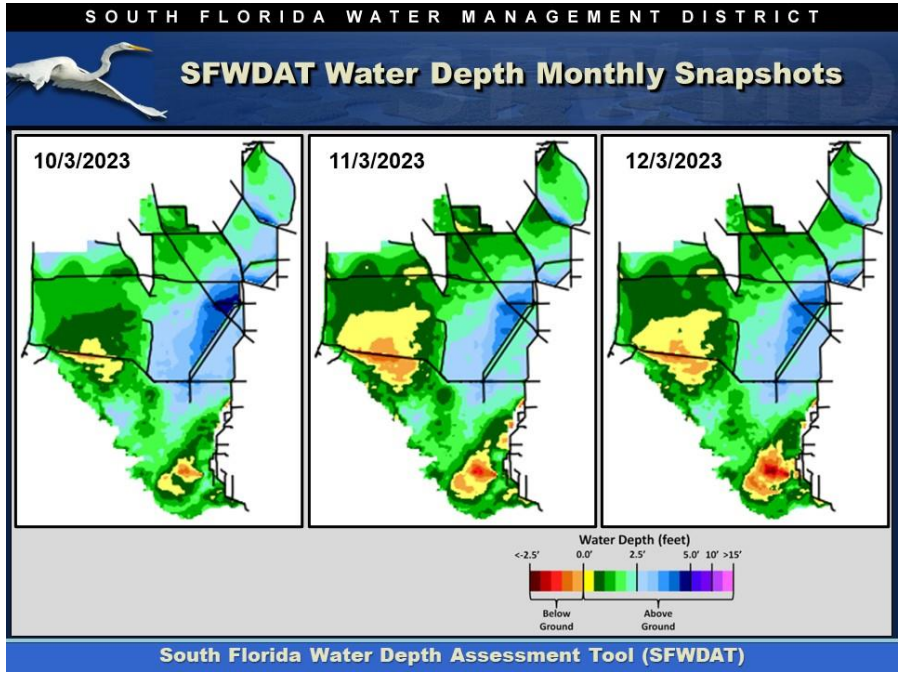 SOUTH FLORIDA WATER MANAGEMENT DISTRICT
SFWDAT Water Depth Monthly Snapshots
10/3/2023
11/3/2023
12/3/2023
Water Depth (feet)
<-2.5' 0.0' 2.5' 5.0' 10' >15'
Below Above
Ground Ground
South Florida Water Depth Assessment Tool (SFWDAT)